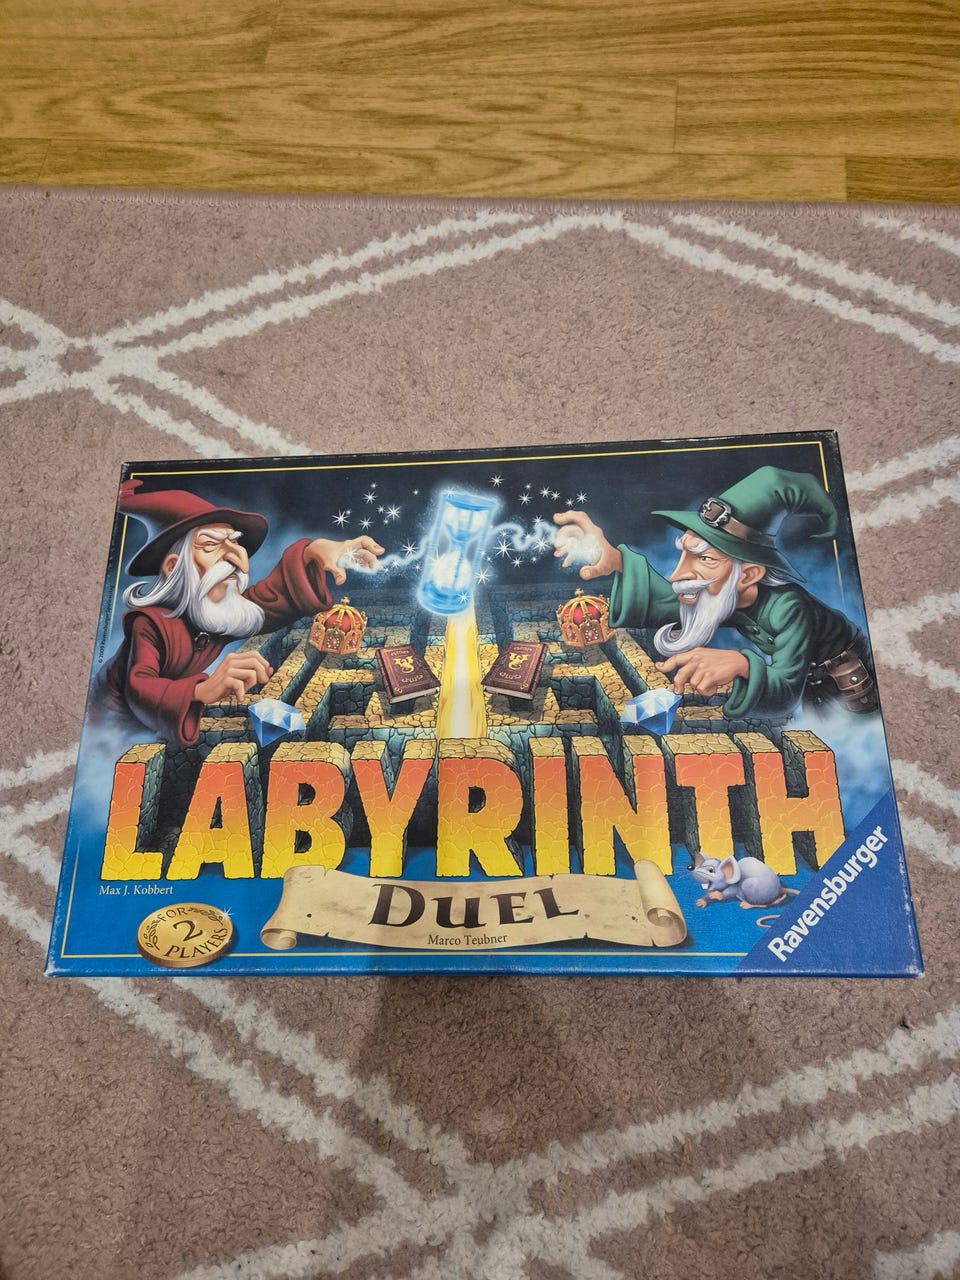 LABYRINTH
DUEL
Max J. Kobbert
Marco Teubner
FOR
2
PLAYERS
Ravensburger